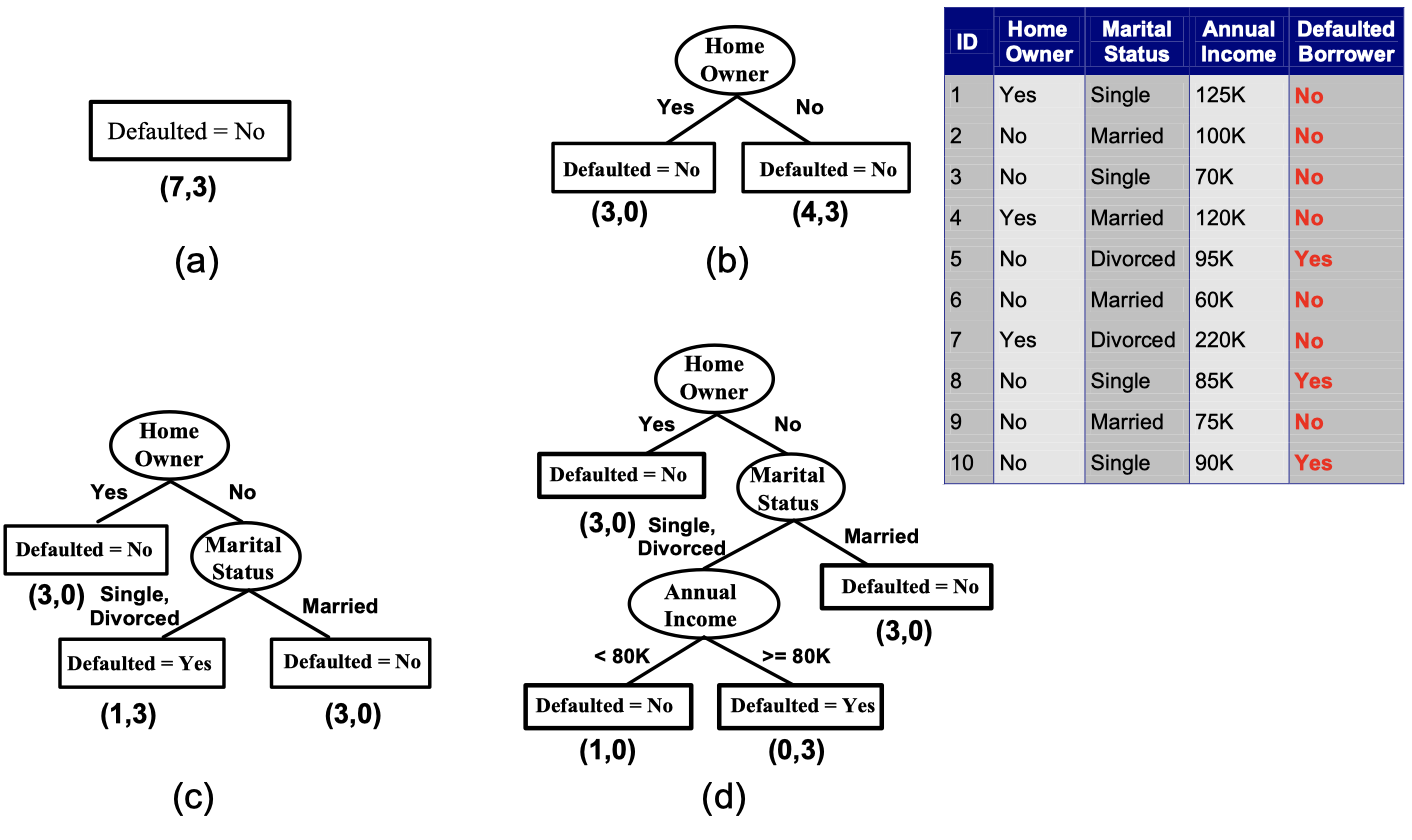 Defaulted = No
(7,3)
(a)
Home
Owner
Yes
No
Defaulted = No
Defaulted = No
(3,0)
(4,3)
(b)
Home
Owner
Yes
No
Defaulted = No
(3,0)
Marital
Status
Single,
Divorced
Married
Defaulted = Yes
Defaulted = No
(1,3)
(3,0)
(c)
Home
Owner
Yes
No
Defaulted = No
(3,0)
Marital
Status
Single,
Divorced
Married
Annual
Income
Defaulted = No
(3,0)
< 80K
>= 80K
Defaulted = No
Defaulted = Yes
(1,0)
(0,3)
(d)
ID Home Owner Marital Status Annual Income Defaulted Borrower
1 Yes Single 125K No
2 No Married 100K No
3 No Single 70K No
4 Yes Married 120K No
5 No Divorced 95K Yes
6 No Married 60K No
7 Yes Divorced 220K No
8 No Single 85K Yes
9 No Married 75K No
10 No Single 90K Yes